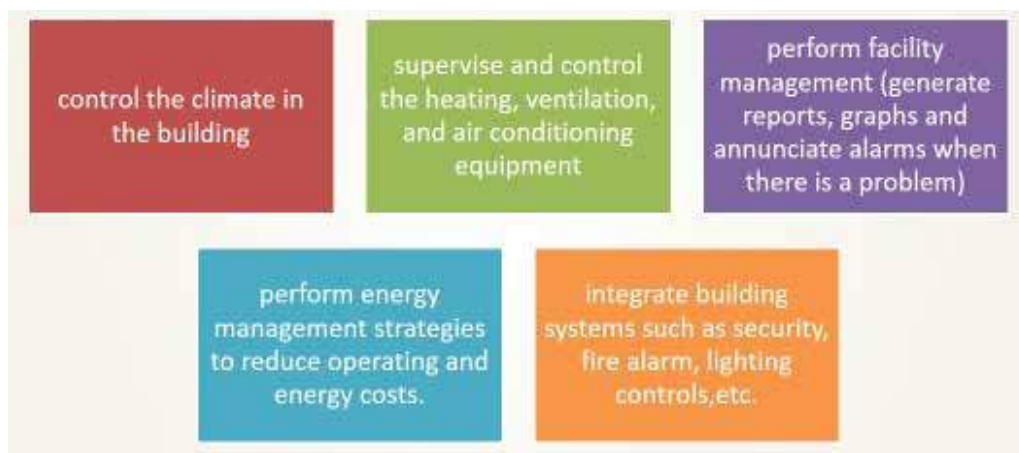 control the climate in
the building
supervise and control
the heating, ventilation,
and air conditioning
equipment
perform facility
management (generate
reports, graphs and
annunciate alarms when
there is a problem)
perform energy
management strategies
to reduce operating and
energy costs.
integrate building
systems such as security,
fire alarm, lighting
controls,etc.